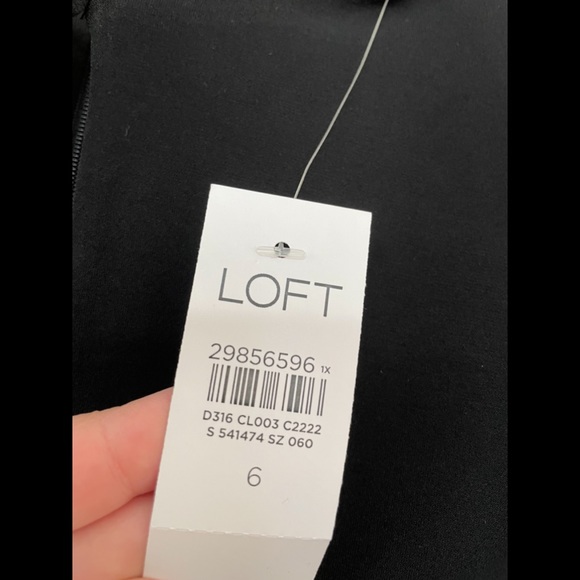 LOFT
29856596 1X
D316 CL003 C2222
S 541474 SZ 060
6